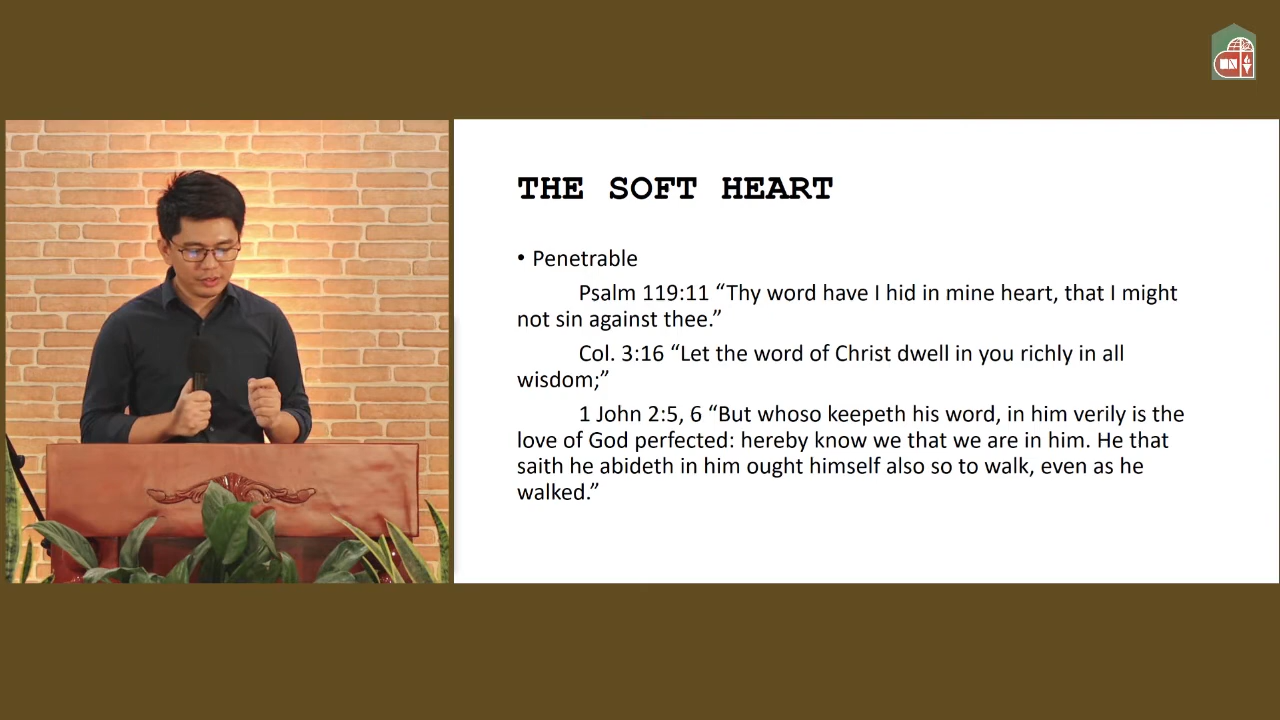 THE SOFT HEART
• Penetrable
Psalm 119:11 “Thy word have I hid in mine heart, that I might
not sin against thee.”
Col. 3:16 “Let the word of Christ dwell in you richly in all
wisdom;”
1 John 2:5, 6 “But whoso keepeth his word, in him verily is the
love of God perfected: hereby know we that we are in him. He that
saith he abideth in him ought himself also so to walk, even as he
walked.”